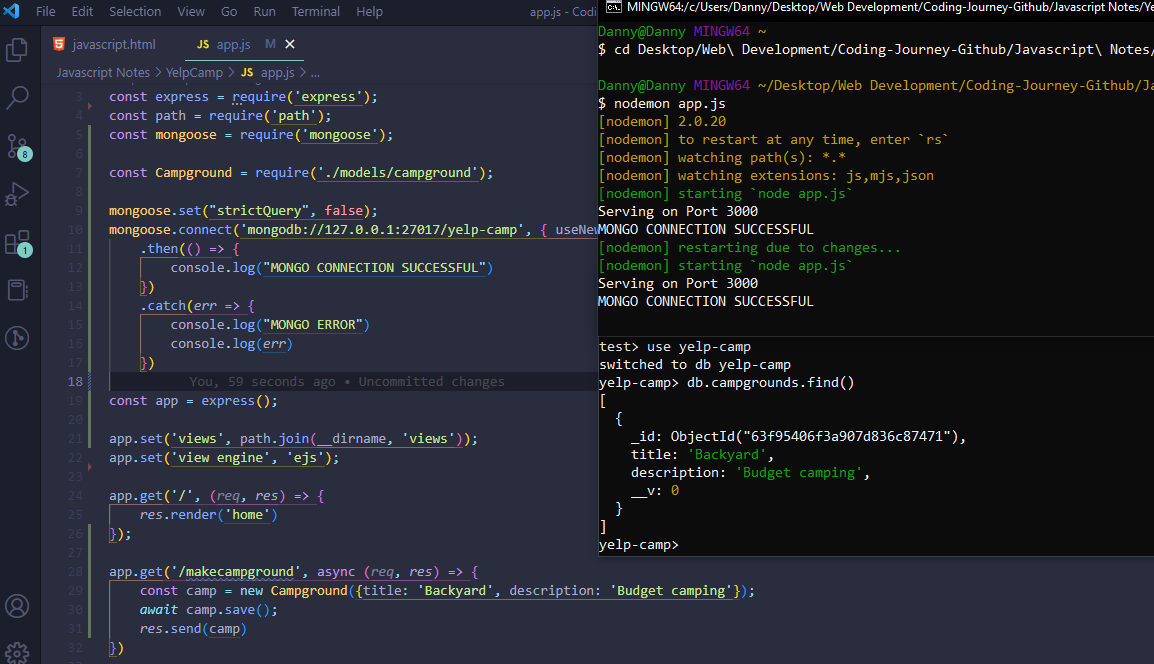 File Edit Selection View Go Run Terminal Help
app.js - Codi
JS javascript.html
JS app.js M
Javascript Notes > YelpCamp > JS app.js > ...
3 const express = require('express');
4 const path = require('path');
5 const mongoose = require('mongoose');
6
7 const Campground = require('./models/campground');
8
9 mongoose.set("strictQuery", false);
10 mongoose.connect('mongodb://127.0.0.1:27017/yelp-camp', { useNew
11 .then(() => {
12 console.log("MONGO CONNECTION SUCCESSFUL")
13 })
14 .catch(err => {
15 console.log("MONGO ERROR")
16 console.log(err)
17 })
18 You, 59 seconds ago • Uncommitted changes
19 const app = express();
20
21 app.set('views', path.join(__dirname, 'views'));
22 app.set('view engine', 'ejs');
23
24 app.get('/', (req, res) => {
25 res.render('home')
26 });
27
28 app.get('/makecampground', async (req, res) => {
29 const camp = new Campground({title: 'Backyard', description: 'Budget camping'});
30 await camp.save();
31 res.send(camp)
32 })
8
1
MINGW64:/c/Users/Danny/Desktop/Web Development/Coding-Journey-Github/Javascript Notes/Ye
Danny@Danny MINGW64 ~
$ cd Desktop/Web\ Development/Coding-Journey-Github/Javascript\ Notes/
Danny@Danny MINGW64 ~/Desktop/Web Development/Coding-Journey-Github/Ja
$ nodemon app.js
[nodemon] 2.0.20
[nodemon] to restart at any time, enter `rs`
[nodemon] watching path(s): *.*
[nodemon] watching extensions: js,mjs,json
[nodemon] starting `node app.js`
Serving on Port 3000
MONGO CONNECTION SUCCESSFUL
[nodemon] restarting due to changes...
[nodemon] starting `node app.js`
Serving on Port 3000
MONGO CONNECTION SUCCESSFUL
test> use yelp-camp
switched to db yelp-camp
yelp-camp> db.campgrounds.find()
[
{
_id: ObjectId("63f95406f3a907d836c87471"),
title: 'Backyard',
description: 'Budget camping',
__v: 0
}
]
yelp-camp>